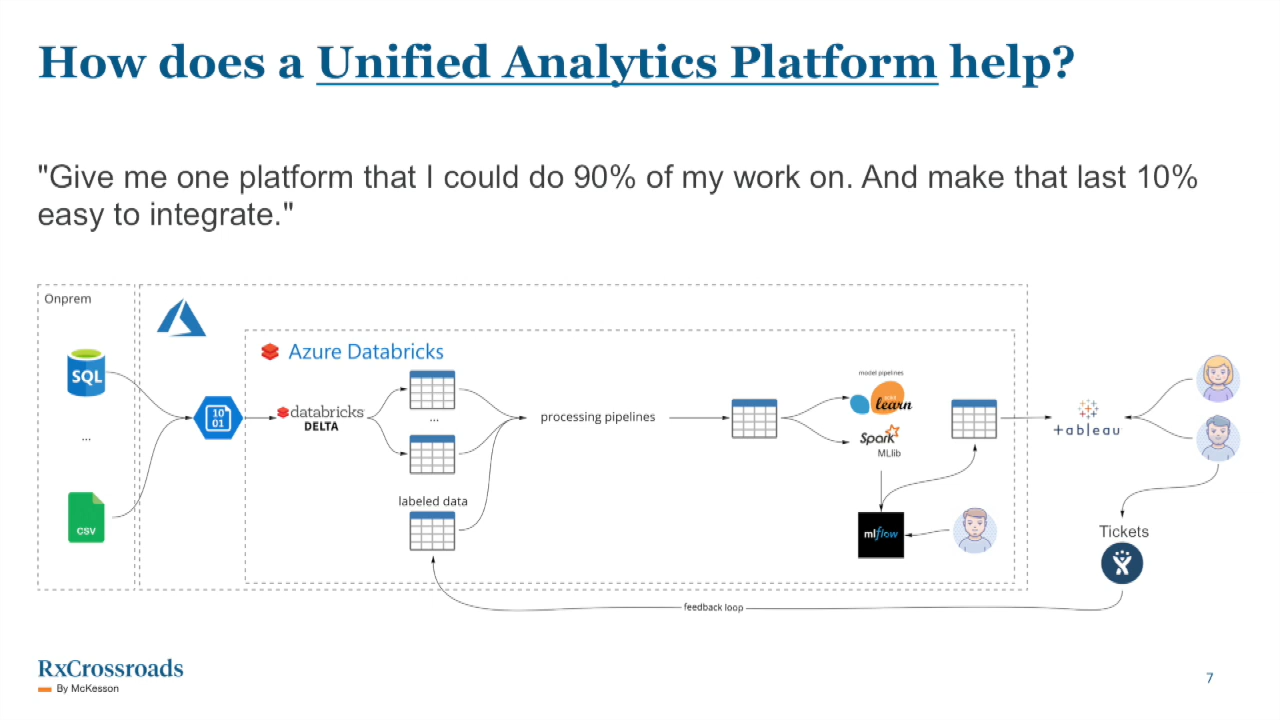 How does a Unified Analytics Platform help?
"Give me one platform that I could do 90% of my work on. And make that last 10%
easy to integrate."
Onprem
SQL
...
CSV
10
01
Azure Databricks
databricks
DELTA
...
labeled data
processing pipelines
model pipelines
scikit
learn
Spark
MLlib
mlflow
+ableau
Tickets
feedback loop
RxCrossroads
By McKesson
7